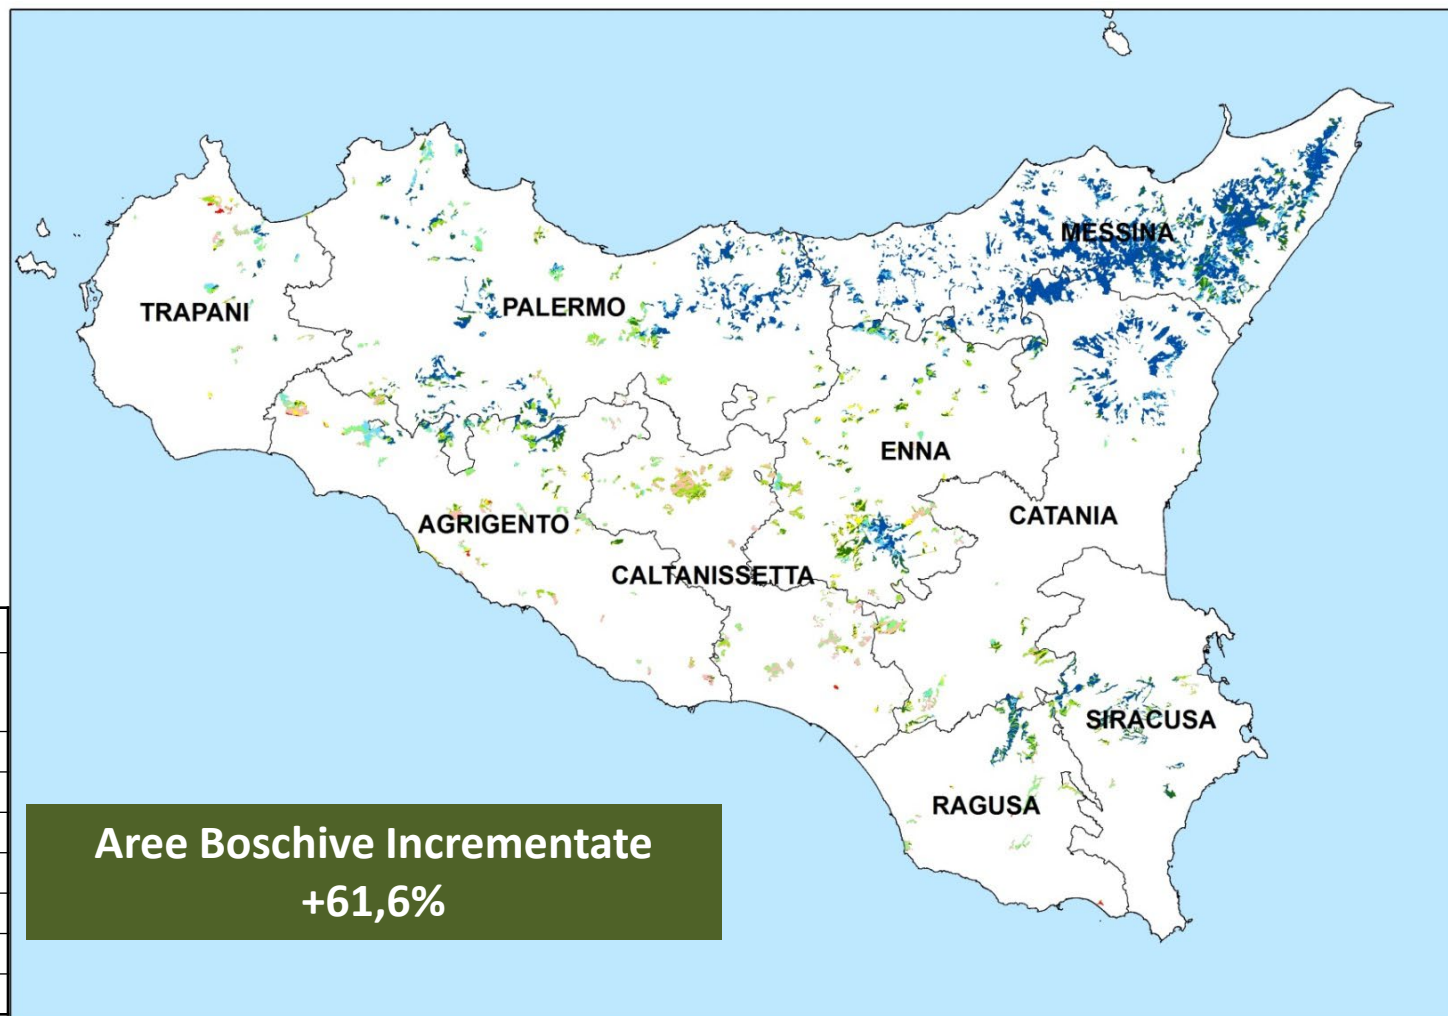 MESSINA
TRAPANI
PALERMO
ENNA
CATANIA
AGRIGENTO
CALTANISSETTA
SIRACUSA
RAGUSA
Aree Boschive Incrementate
+61,6%